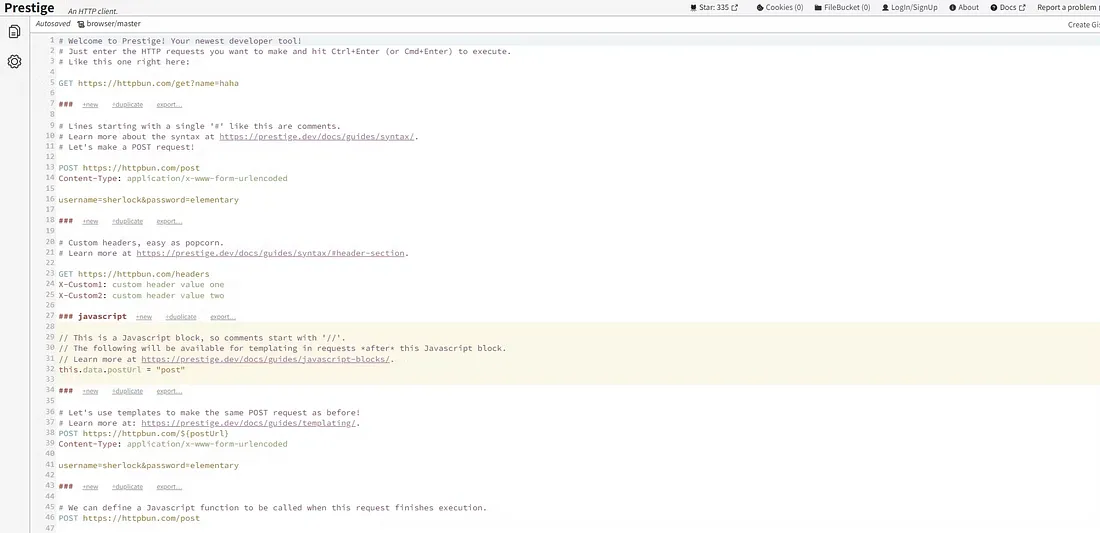 Prestige An HTTP client. Star: 335 Cookies (0) FileBucket (0) LogIn/SignUp About Docs Report a problem
Autosaved browser/master Create Gis
1 # Welcome to Prestige! Your newest developer tool!
2 # Just enter the HTTP requests you want to make and hit Ctrl+Enter (or Cmd+Enter) to execute.
3 # Like this one right here:
4
5 GET https://httpbun.com/get?name=haha
6
7 ### +new +duplicate export...
8
9 # Lines starting with a single '#' like this are comments.
10 # Learn more about the syntax at https://prestige.dev/docs/guides/syntax/.
11 # Let's make a POST request!
12
13 POST https://httpbun.com/post
14 Content-Type: application/x-www-form-urlencoded
15
16 username=sherlock&password=elementary
17
18 ### +new +duplicate export...
19
20 # Custom headers, easy as popcorn.
21 # Learn more at https://prestige.dev/docs/guides/syntax/#header-section.
22
23 GET https://httpbun.com/headers
24 X-Custom1: custom header value one
25 X-Custom2: custom header value two
26
27 ### javascript +new +duplicate export...
28
29 // This is a Javascript block, so comments start with '//'.
30 // The following will be available for templating in requests *after* this Javascript block.
31 // Learn more at https://prestige.dev/docs/guides/javascript-blocks/.
32 this.data.postUrl = "post"
33
34 ### +new +duplicate export...
35
36 # Let's use templates to make the same POST request as before!
37 # Learn more at: https://prestige.dev/docs/guides/templating/.
38 POST https://httpbun.com/${postUrl}
39 Content-Type: application/x-www-form-urlencoded
40
41 username=sherlock&password=elementary
42
43 ### +new +duplicate export...
44
45 # We can define a Javascript function to be called when this request finishes execution.
46 POST https://httpbun.com/post
47